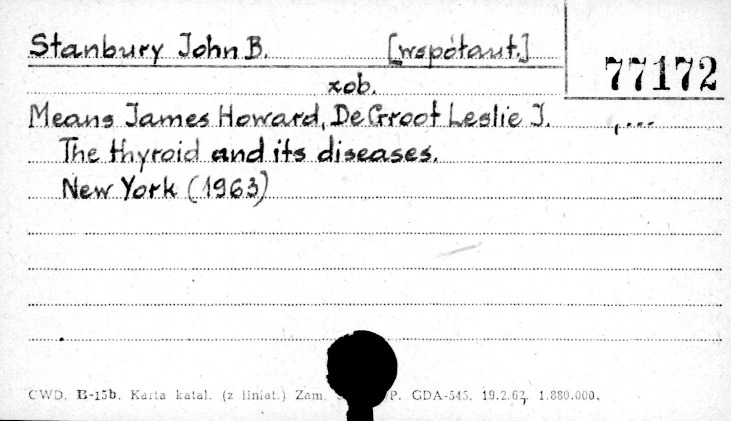 Stanbury John B. [współaut.]
77172
zob.
Means James Howard, De Groot Leslie J. , ...
The thyroid and its diseases.
New York (1963)
CWD. B-15b. Karta katal. (z liniat.) Zam. P. GDA-545. 19.2.62, 1.880.000.